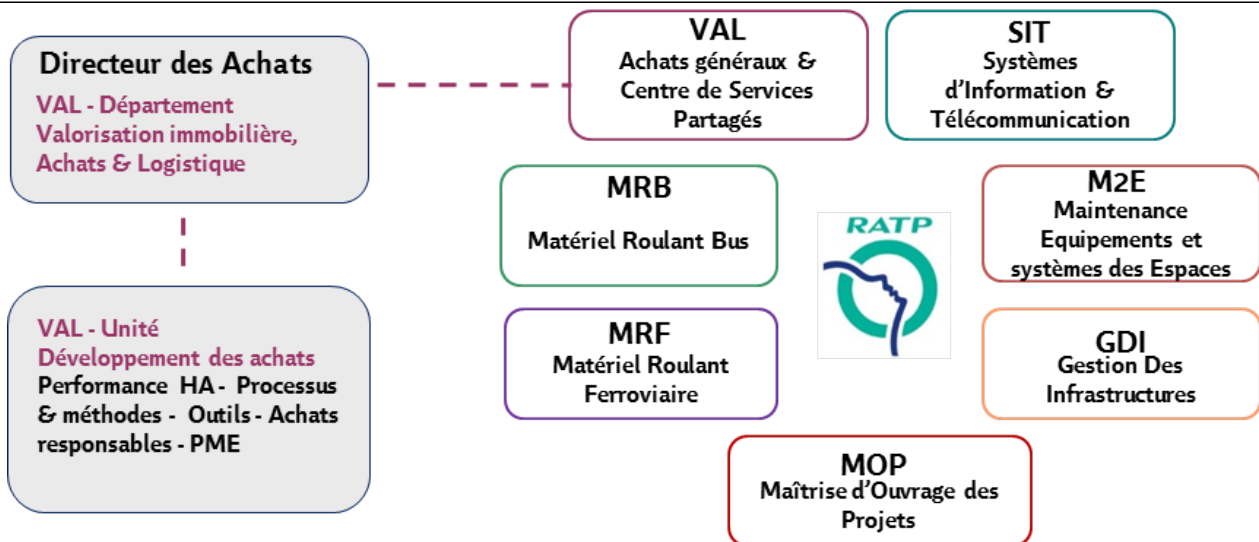 Directeur des Achats
VAL - Département
Valorisation immobilière,
Achats & Logistique
VAL - Unité
Développement des achats
Performance HA - Processus
& méthodes - Outils - Achats
responsables - PME
VAL
Achats généraux &
Centre de Services
Partagés
SIT
Systèmes
d'Information &
Télécommunication
MRB
Matériel Roulant Bus
RATP
M2E
Maintenance
Equipements et
systèmes des Espaces
MRF
Matériel Roulant
Ferroviaire
GDI
Gestion Des
Infrastructures
MOP
Maîtrise d'Ouvrage des
Projets